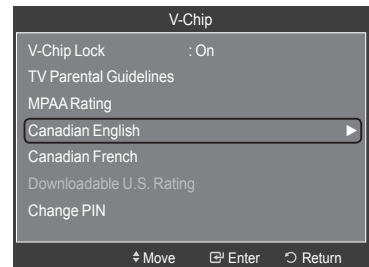 V-Chip
V-Chip Lock : On
TV Parental Guidelines
MPAA Rating
Canadian English
Canadian French
Downloadable U.S. Rating
Change PIN
Move Enter Return